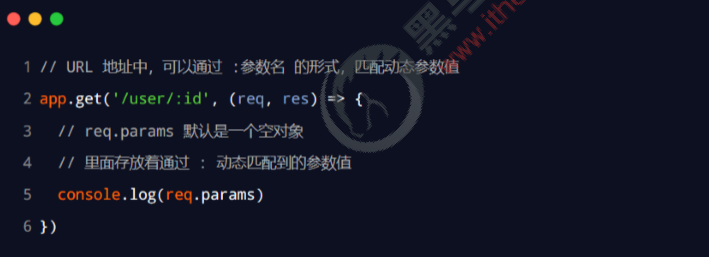 黑马
www.ithe
1 // URL 地址中，可以通过 :参数名 的形式，匹配动态参数值
2 app.get('/user/:id', (req, res) => {
3 // req.params 默认是一个空对象
4 // 里面存放着通过 : 动态匹配到的参数值
5 console.log(req.params)
6 })